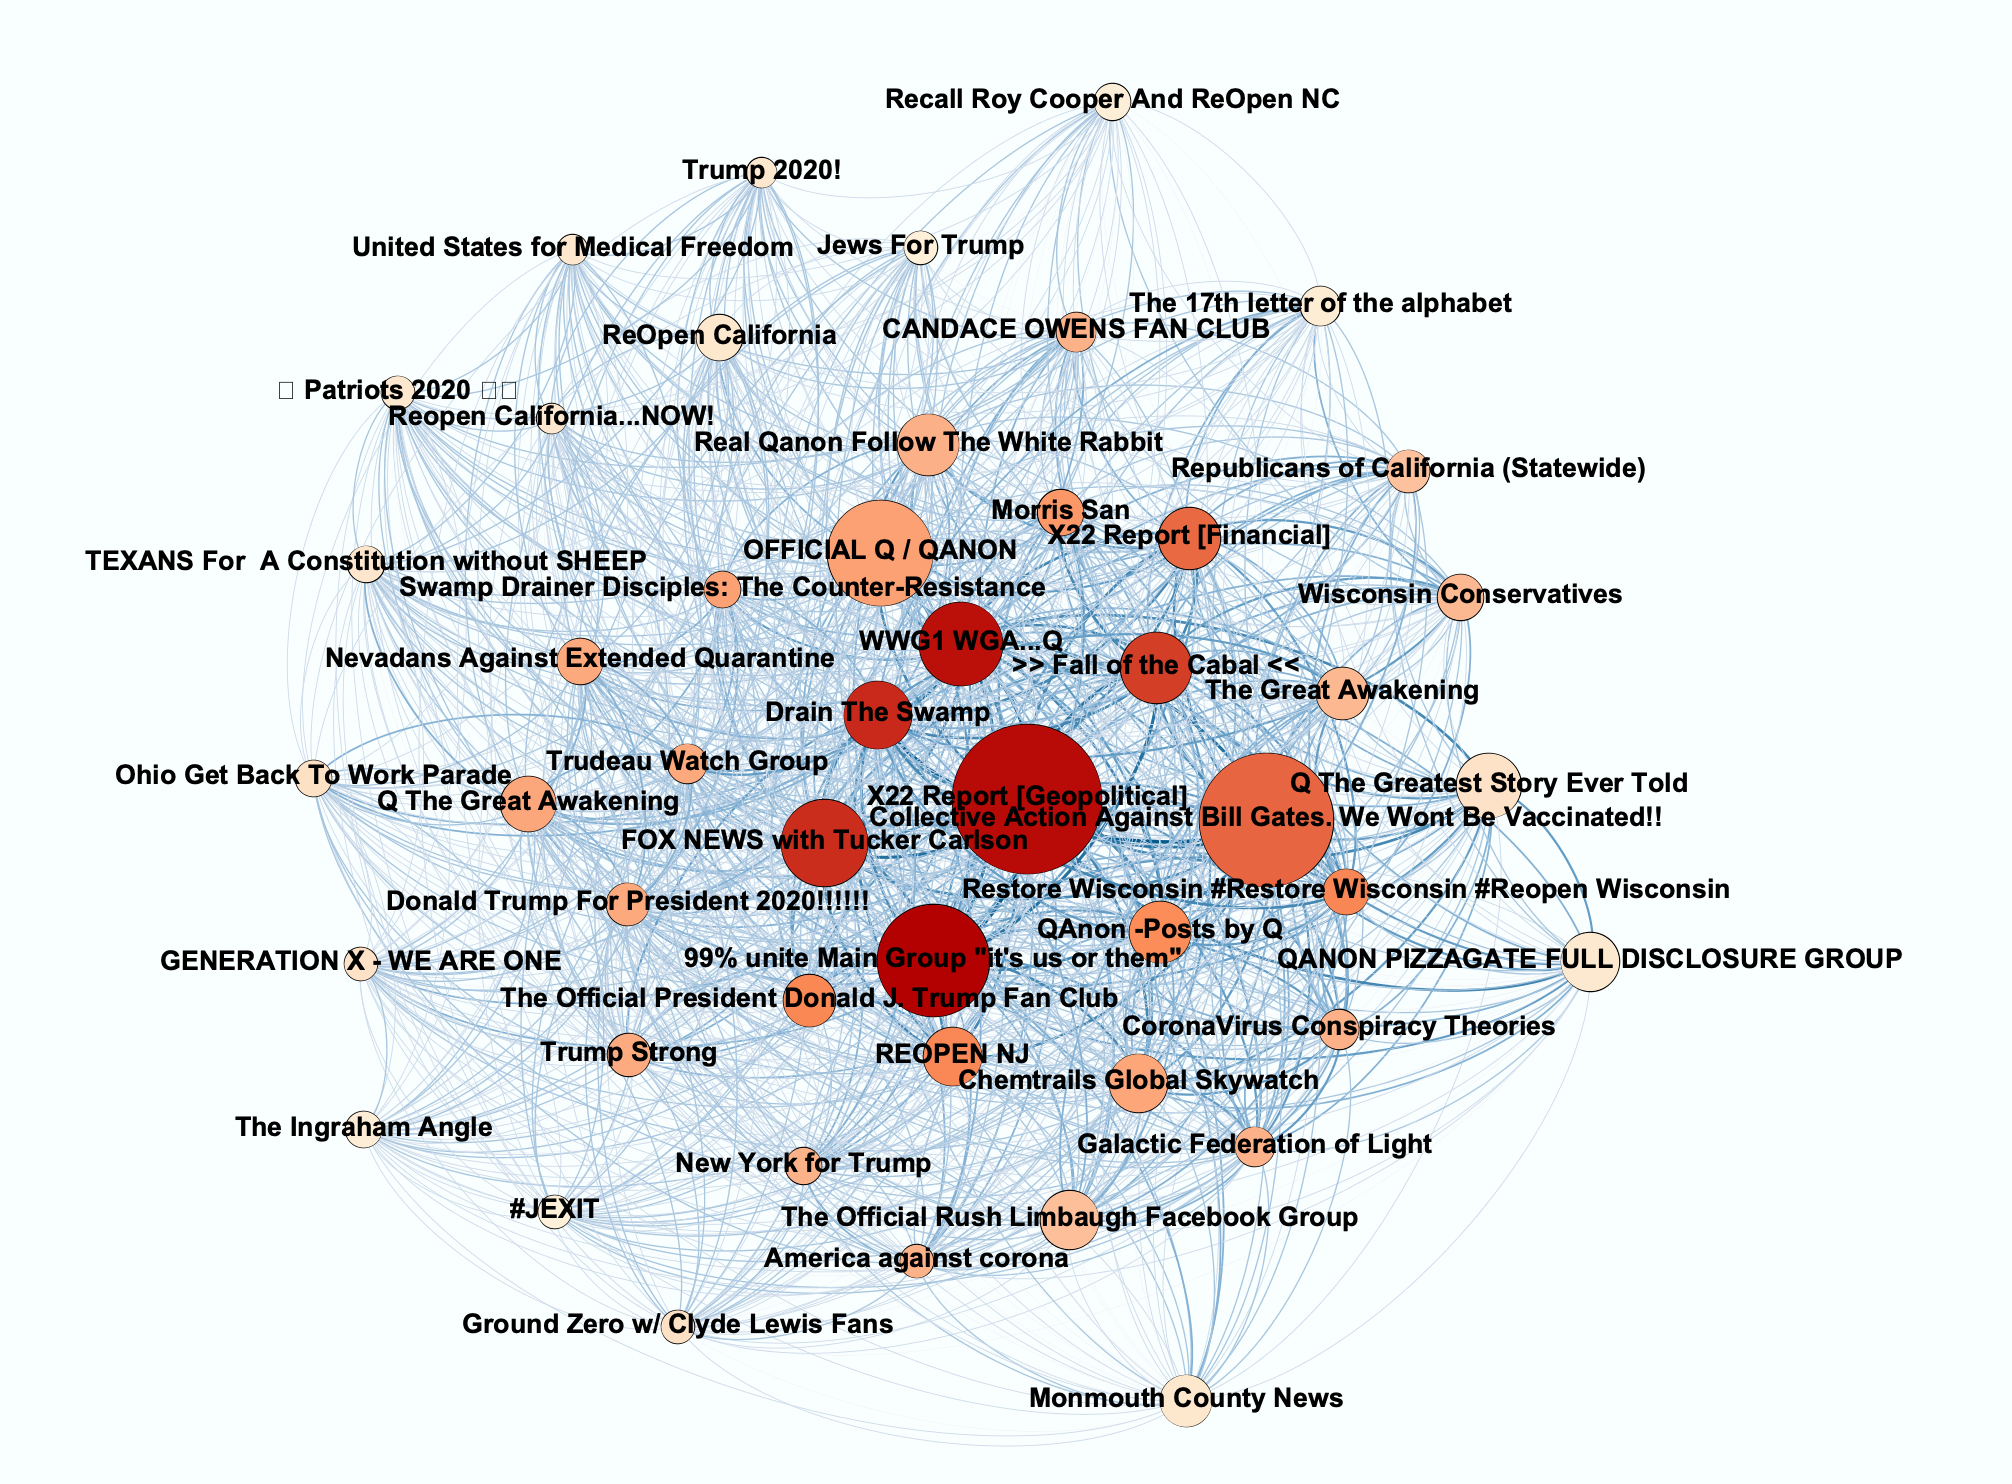 Recall Roy Cooper And ReOpen NC
Trump 2020!
United States for Medical Freedom
Jews For Trump
The 17th letter of the alphabet
CANDACE OWENS FAN CLUB
ReOpen California
Patriots 2020
Reopen California...NOW!
Real Qanon Follow The White Rabbit
Republicans of California (Statewide)
Morris San
X22 Report [Financial]
OFFICIAL Q / QANON
TEXANS For A Constitution without SHEEP
Swamp Drainer Disciples: The Counter-Resistance
Wisconsin Conservatives
WWG1 WGA...Q
Nevadans Against Extended Quarantine
>> Fall of the Cabal <<
The Great Awakening
Drain The Swamp
Trudeau Watch Group
Ohio Get Back To Work Parade
Q The Greatest Story Ever Told
X22 Report [Geopolitical]
Q The Great Awakening
Collective Action Against Bill Gates. We Wont Be Vaccinated!!
FOX NEWS with Tucker Carlson
Restore Wisconsin #Restore Wisconsin #Reopen Wisconsin
Donald Trump For President 2020!!!!!!
QAnon -Posts by Q
GENERATION X - WE ARE ONE
99% unite Main Group "it's us or them"
QANON PIZZAGATE FULL DISCLOSURE GROUP
The Official President Donald J. Trump Fan Club
CoronaVirus Conspiracy Theories
Trump Strong
REOPEN NJ
Chemtrails Global Skywatch
The Ingraham Angle
Galactic Federation of Light
New York for Trump
#JEXIT
The Official Rush Limbaugh Facebook Group
America against corona
Ground Zero w/ Clyde Lewis Fans
Monmouth County News